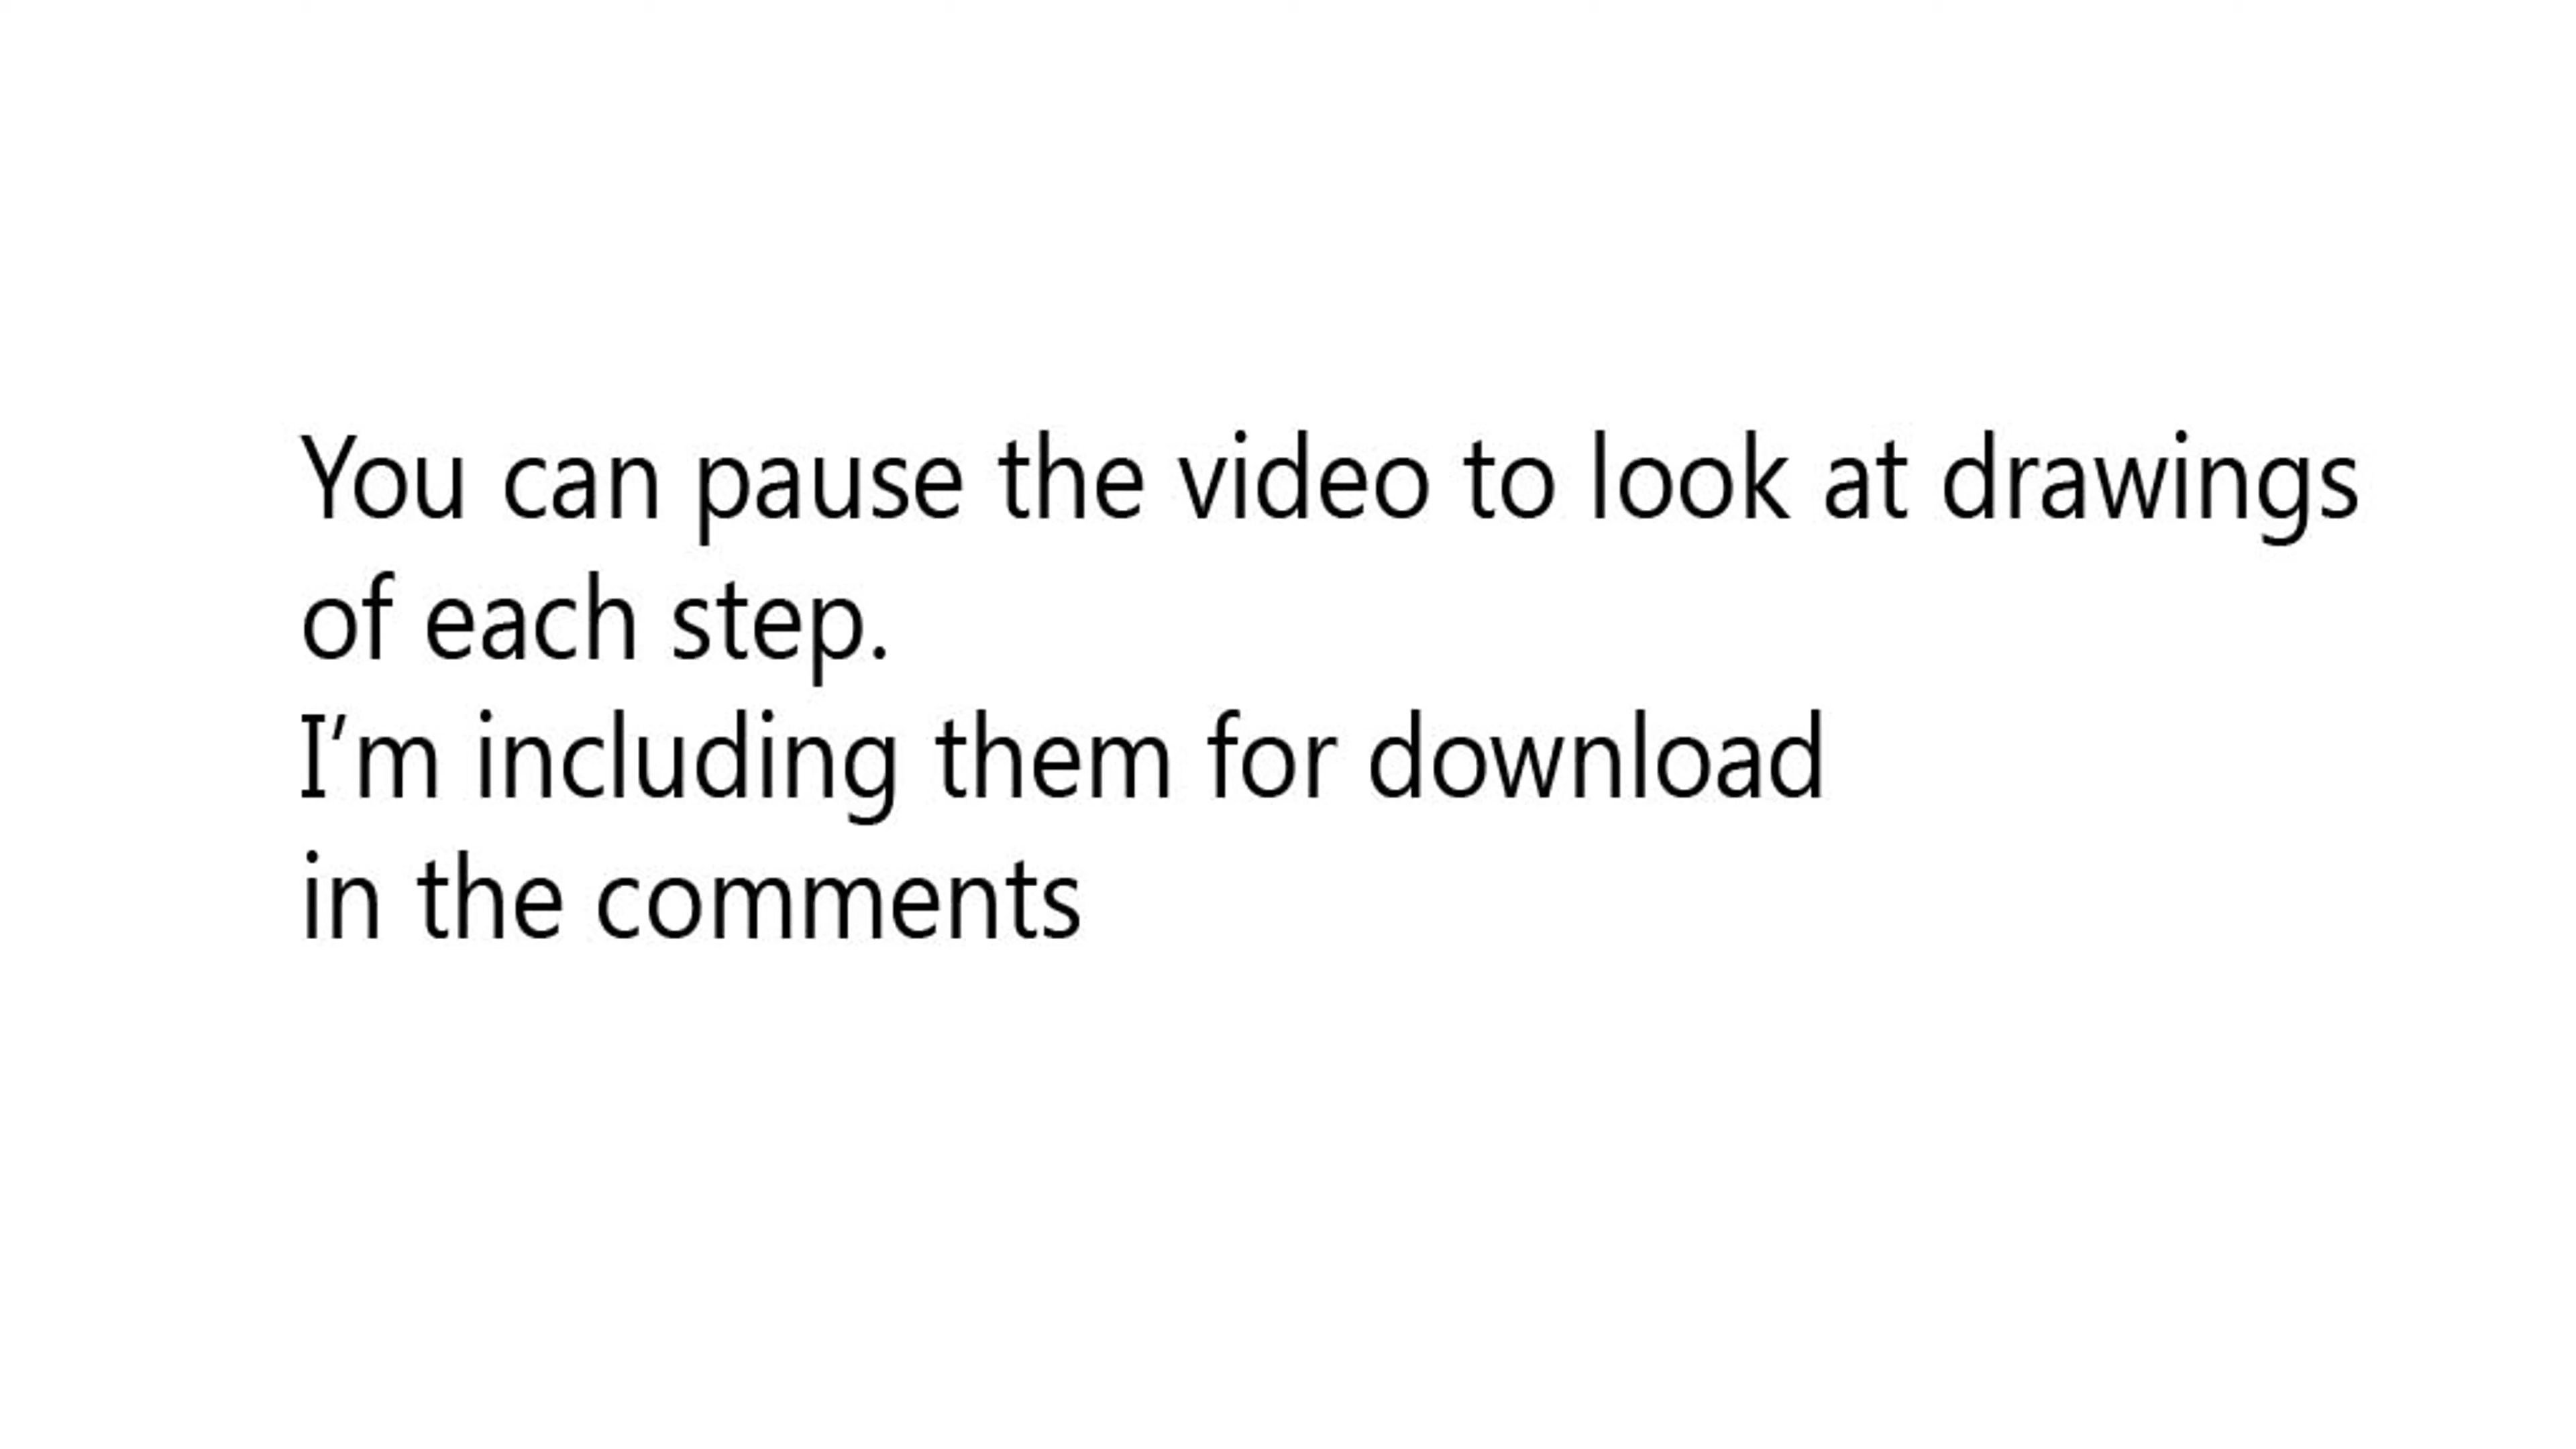 You can pause the video to look at drawings
of each step.
I’m including them for download
in the comments